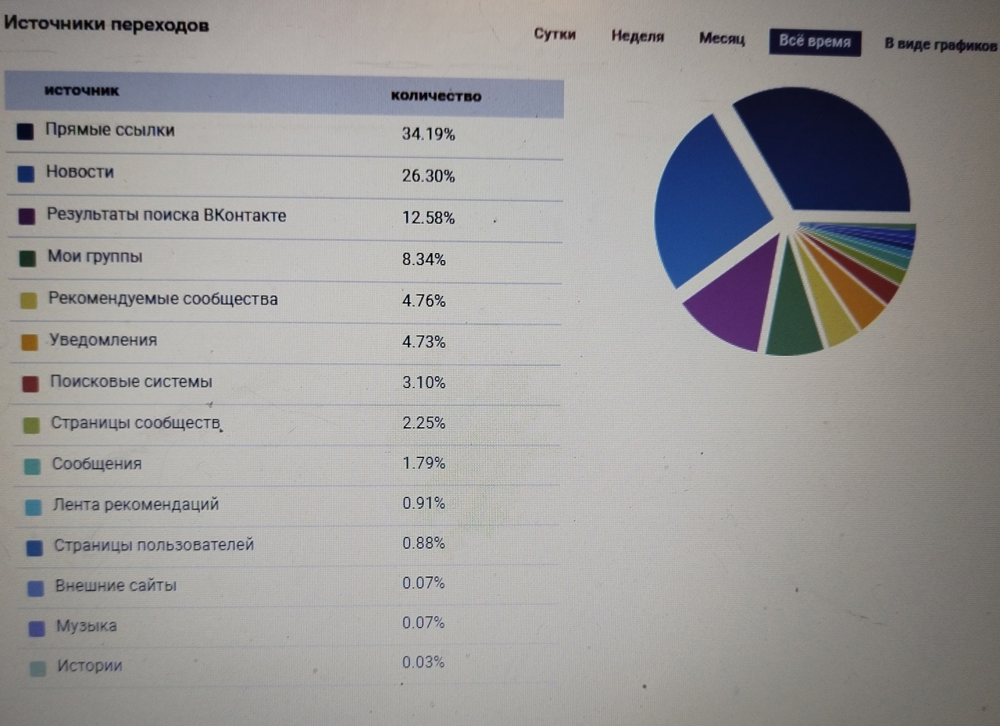 Источники переходов
Сутки Неделя Месяц Всё время В виде графиков
источник количество
Прямые ссылки 34.19%
Новости 26.30%
Результаты поиска ВКонтакте 12.58%
Мои группы 8.34%
Рекомендуемые сообщества 4.76%
Уведомления 4.73%
Поисковые системы 3.10%
Страницы сообществ 2.25%
Сообщения 1.79%
Лента рекомендаций 0.91%
Страницы пользователей 0.88%
Внешние сайты 0.07%
Музыка 0.07%
Истории 0.03%